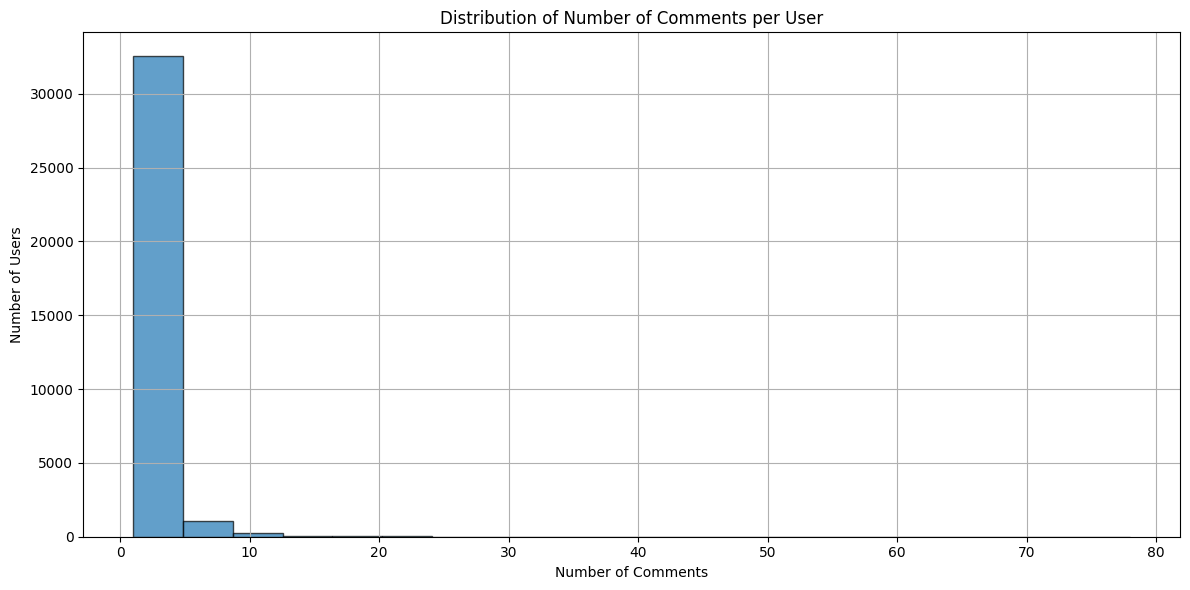 Distribution of Number of Comments per User
Number of Users
30000
25000
20000
15000
10000
5000
0
0 10 20 30 40 50 60 70 80
Number of Comments